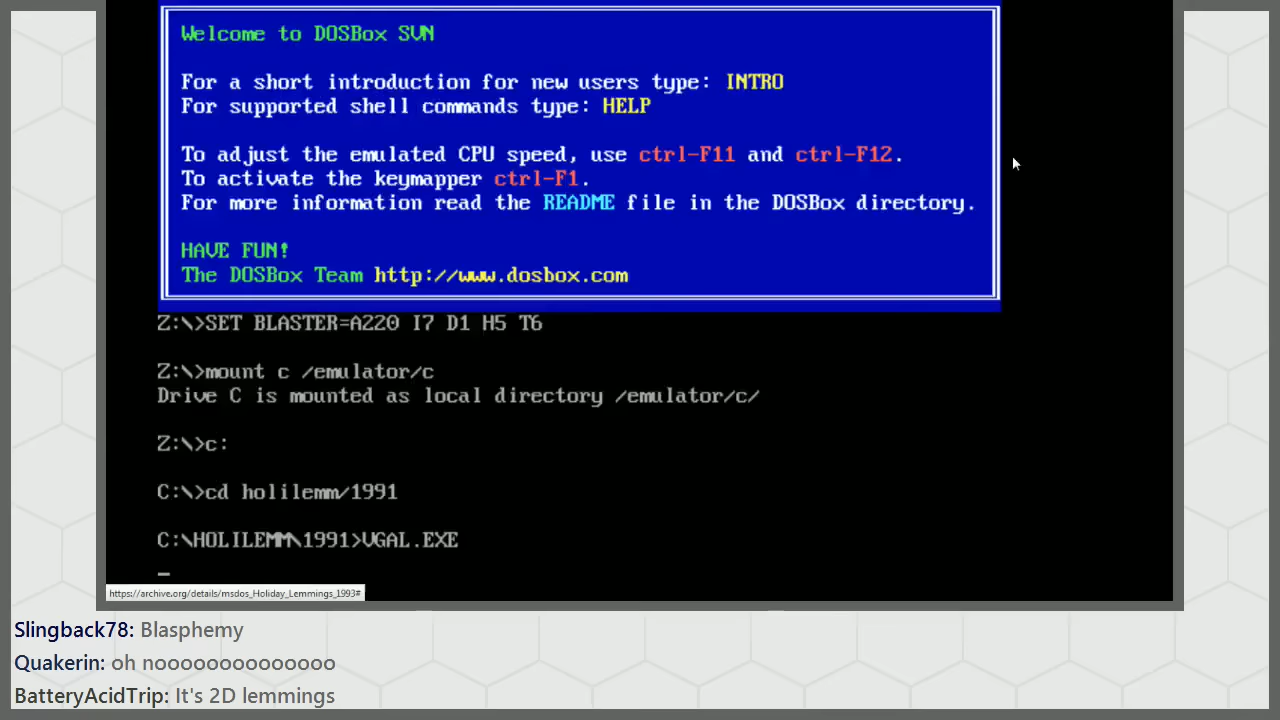 Welcome to DOSBox SVN
For a short introduction for new users type: INTRO
For supported shell commands type: HELP
To adjust the emulated CPU speed, use ctrl-F11 and ctrl-F12.
To activate the keymapper ctrl-F1.
For more information read the README file in the DOSBox directory.
HAVE FUN!
The DOSBox Team http://www.dosbox.com
Z:\>SET BLASTER=A220 I7 D1 H5 T6
Z:\>mount c /emulator/c
Drive C is mounted as local directory /emulator/c/
Z:\>c:
C:\>cd holilemm/1991
C:\HOLILEMM\1991>VGAL.EXE
https://archive.org/details/msdos_Holiday_Lemmings_1993#
Slingback78: Blasphemy
Quakerin: oh noooooooooooooo
BatteryAcidTrip: It's 2D lemmings